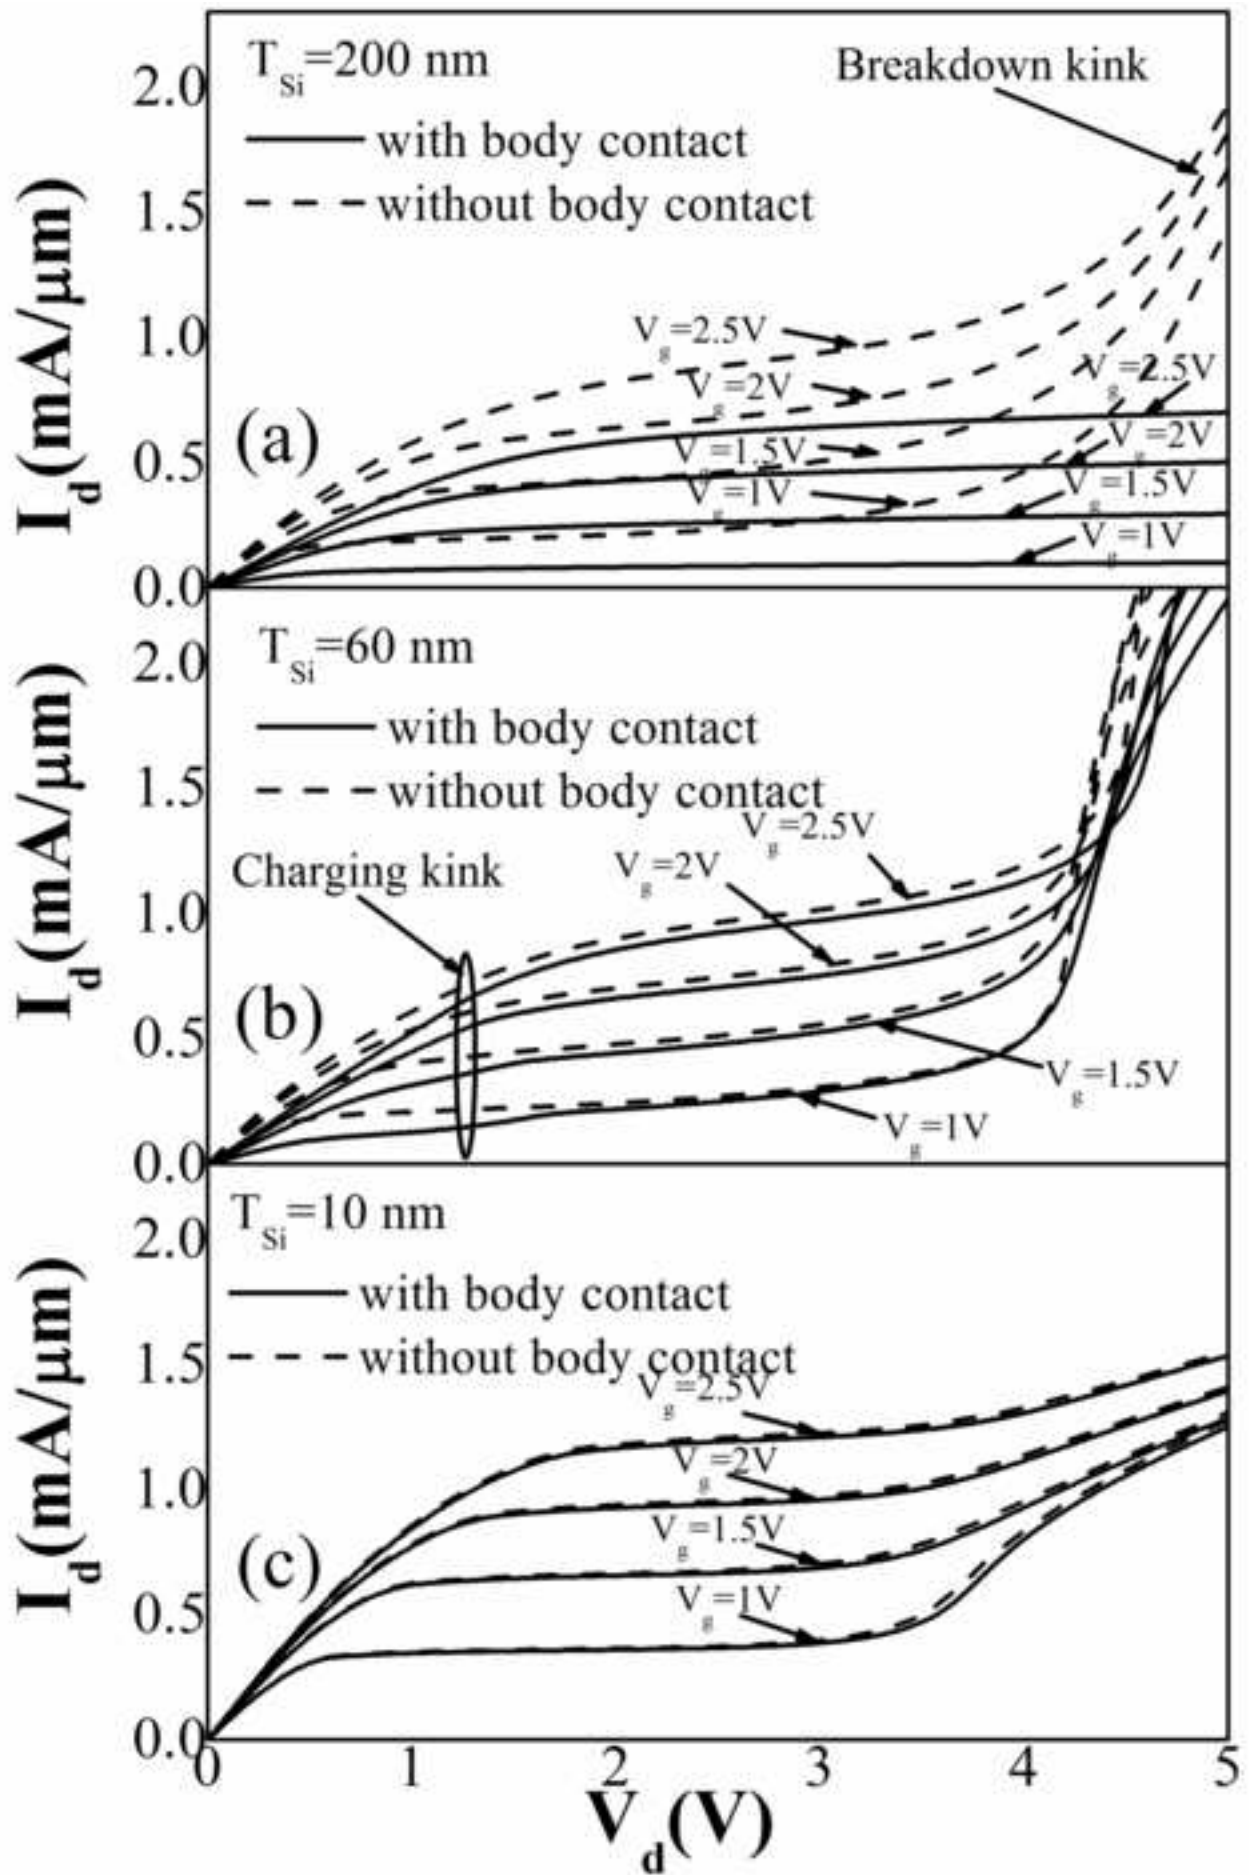 T_Si=200 nm
Breakdown kink
with body contact
without body contact
2.0
1.5
1.0
0.5
0.0
I_d(mA/μm)
(a)
V_g=2.5V
V_g=2V
V_g=1.5V
V_g=1V
V_g=2.5V
V_g=2V
V_g=1.5V
V_g=1V
T_Si=60 nm
with body contact
without body contact
2.0
1.5
1.0
0.5
0.0
I_d(mA/μm)
V_g=2.5V
V_g=2V
Charging kink
(b)
V_g=1.5V
V_g=1V
T_Si=10 nm
with body contact
without body contact
2.0
1.5
1.0
0.5
0.0
I_d(mA/μm)
V_g=2.5V
V_g=2V
V_g=1.5V
(c)
V_g=1V
0 1 2 3 4 5
V_d(V)